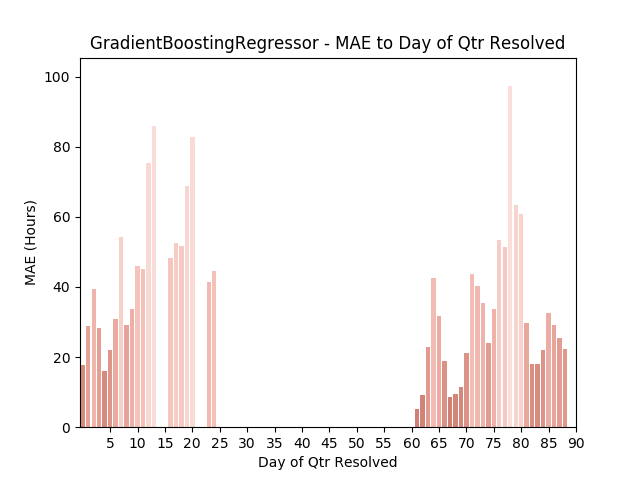 GradientBoostingRegressor - MAE to Day of Qtr Resolved
100
80
60
40
20
0
MAE (Hours)
5 10 15 20 25 30 35 40 45 50 55 60 65 70 75 80 85 90
Day of Qtr Resolved